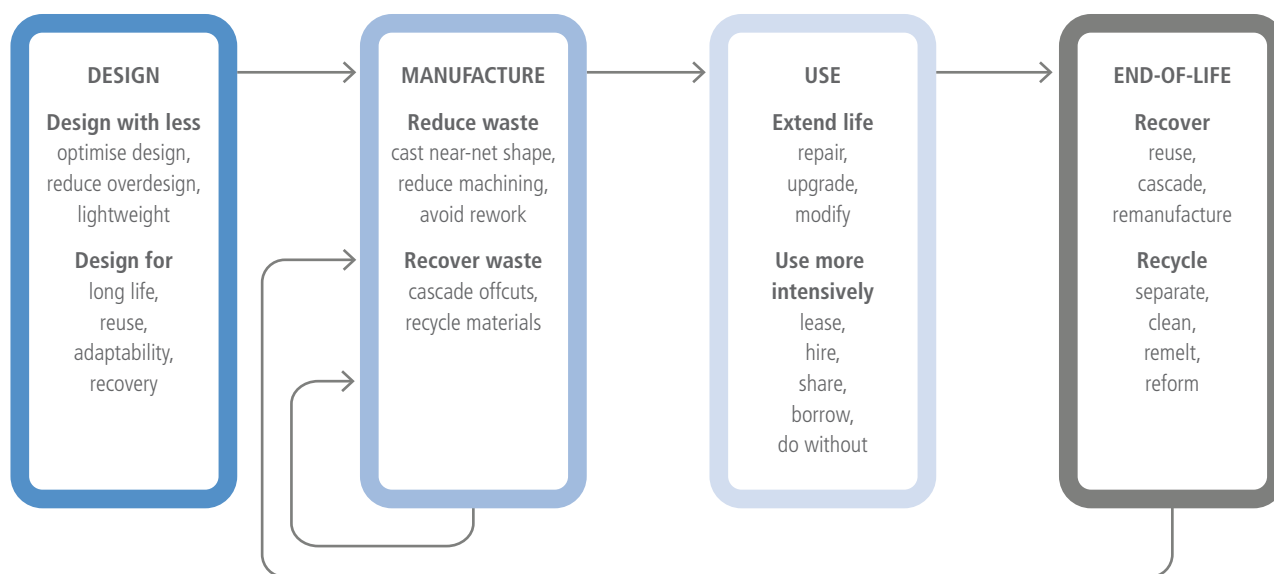 DESIGN
Design with less
optimise design,
reduce overdesign,
lightweight
Design for
long life,
reuse,
adaptability,
recovery
MANUFACTURE
Reduce waste
cast near-net shape,
reduce machining,
avoid rework
Recover waste
cascade offcuts,
recycle materials
USE
Extend life
repair,
upgrade,
modify
Use more
intensively
lease,
hire,
share,
borrow,
do without
END-OF-LIFE
Recover
reuse,
cascade,
remanufacture
Recycle
separate,
clean,
remelt,
reform